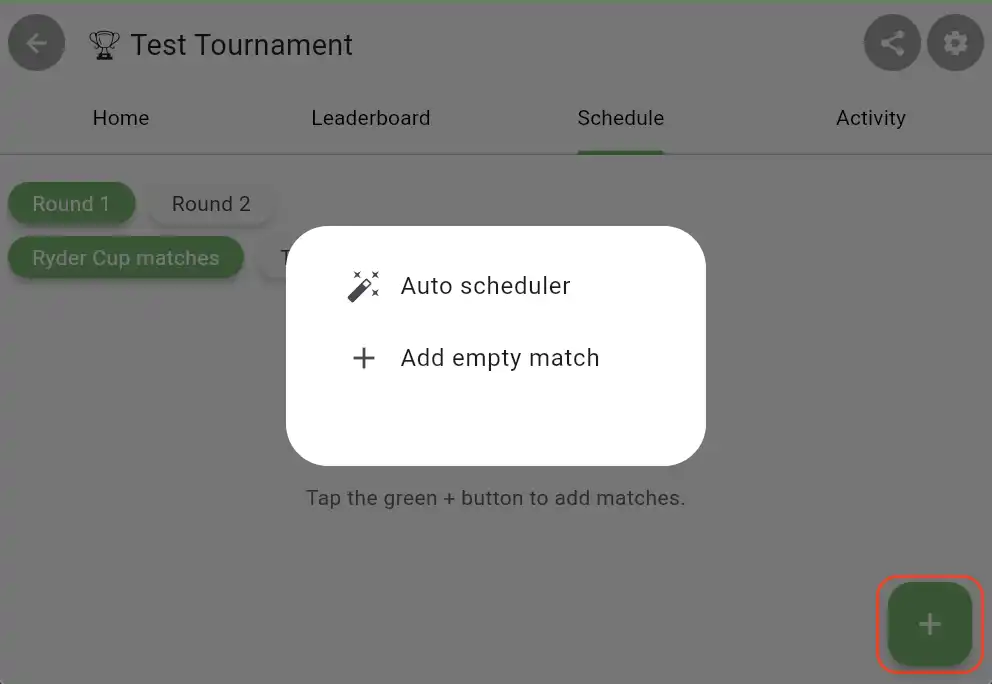 Test Tournament
Home Leaderboard Schedule Activity
Round 1 Round 2
Ryder Cup matches
Auto scheduler
Add empty match
Tap the green + button to add matches.
+